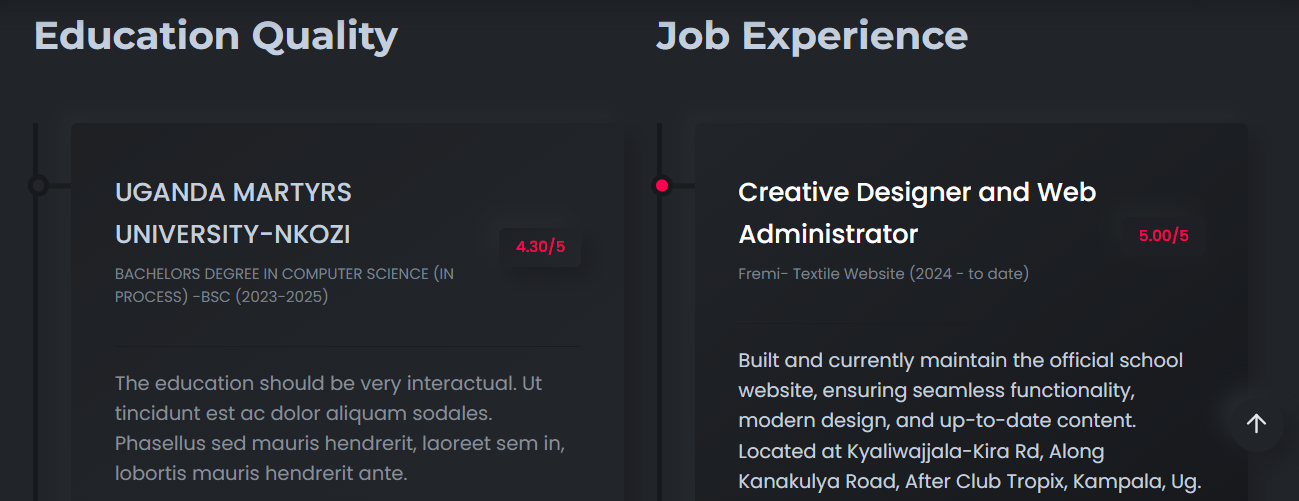 Education Quality
Job Experience
UGANDA MARTYRS
UNIVERSITY-NKOZI
4.30/5
BACHELORS DEGREE IN COMPUTER SCIENCE (IN
PROCESS) -BSC (2023-2025)
The education should be very interactual. Ut
tincidunt est ac dolor aliquam sodales.
Phasellus sed mauris hendrerit, laoreet sem in,
lobortis mauris hendrerit ante.
Creative Designer and Web
Administrator
5.00/5
Fremi- Textile Website (2024 - to date)
Built and currently maintain the official school
website, ensuring seamless functionality,
modern design, and up-to-date content.
Located at Kyaliwajjala-Kira Rd, Along
Kanakulya Road, After Club Tropix, Kampala, Ug.